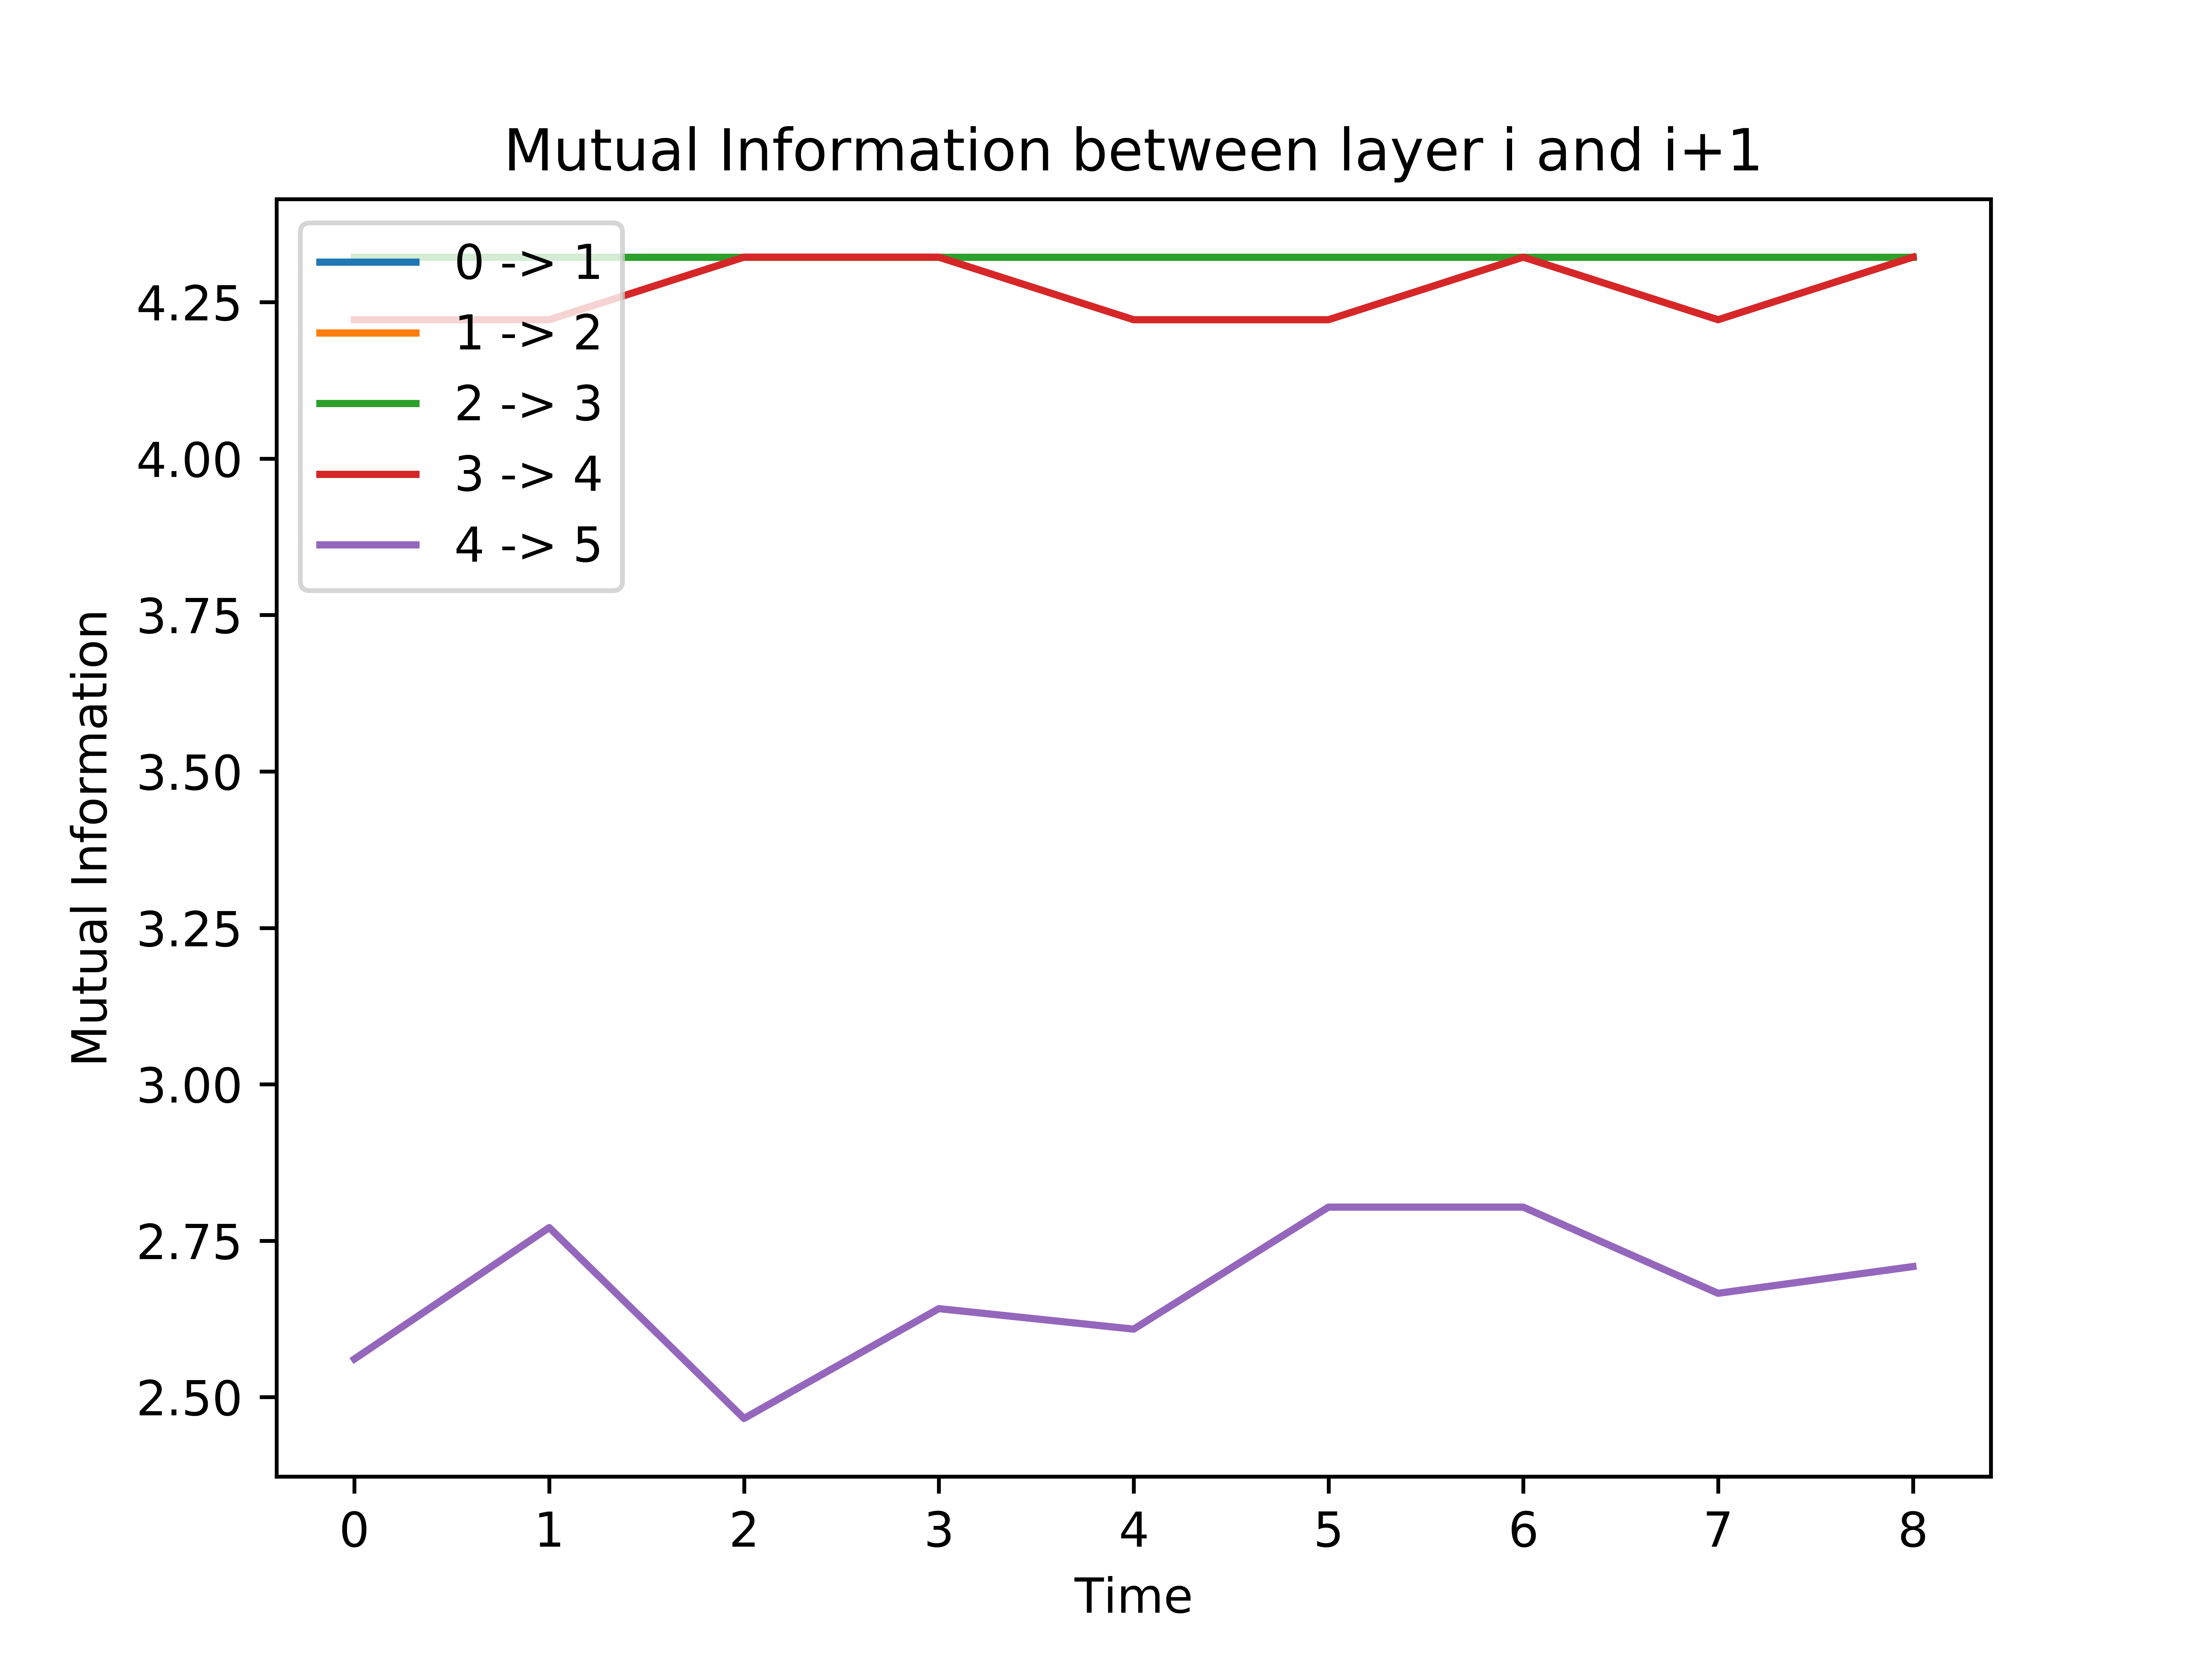 Mutual Information between layer i and i+1
0 -> 1
1 -> 2
2 -> 3
3 -> 4
4 -> 5
4.25
4.00
3.75
3.50
3.25
3.00
2.75
2.50
Mutual Information
0 1 2 3 4 5 6 7 8
Time